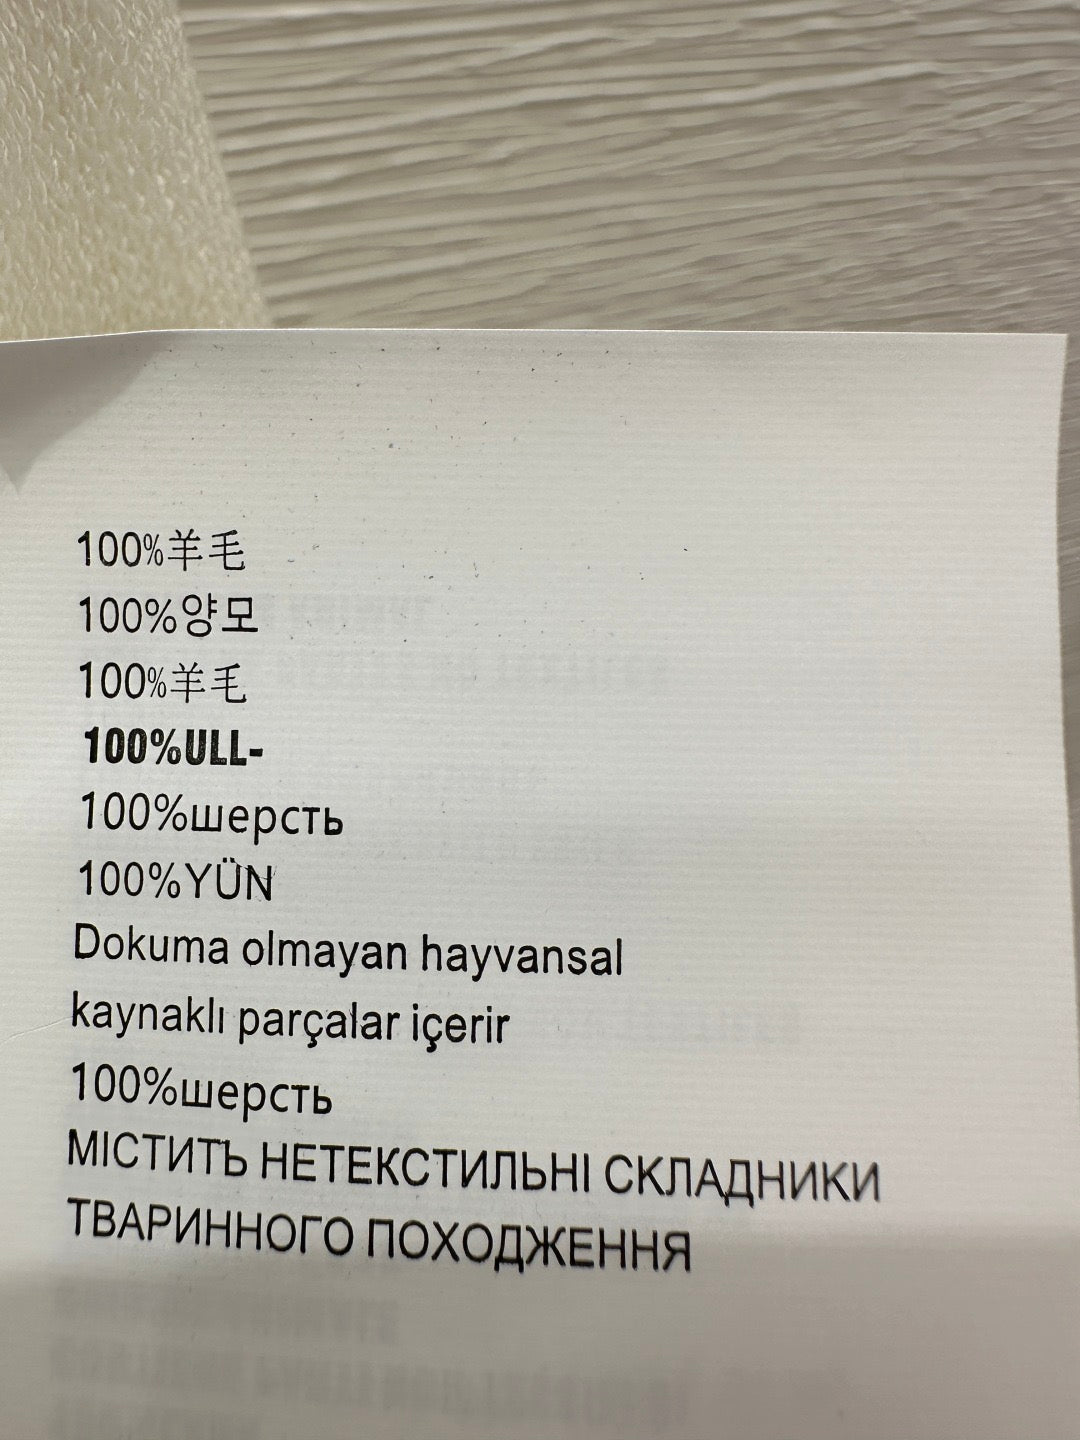 100%羊毛
100%양모
100%羊毛
100%ULL-
100%шерсть
100%YÜN
Dokuma olmayan hayvansal
kaynaklı parçalar içerir
100%шерсть
МІСТИТЬ НЕТЕКСТИЛЬНІ СКЛАДНИКИ
ТВАРИННОГО ПОХОДЖЕННЯ